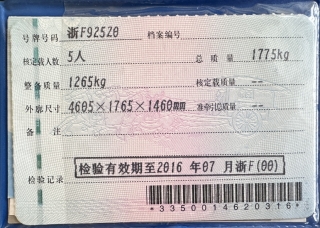 号牌号码 浙F92520 档案编号
核定载人数 5人 总质量 1775kg
整备质量 1265kg 核定载质量 --
外廓尺寸 4605×1765×1460mm 准牵引总质量 --
备注
检验记录 检验有效期至2016 年07 月浙F(00)
*3350014620316*